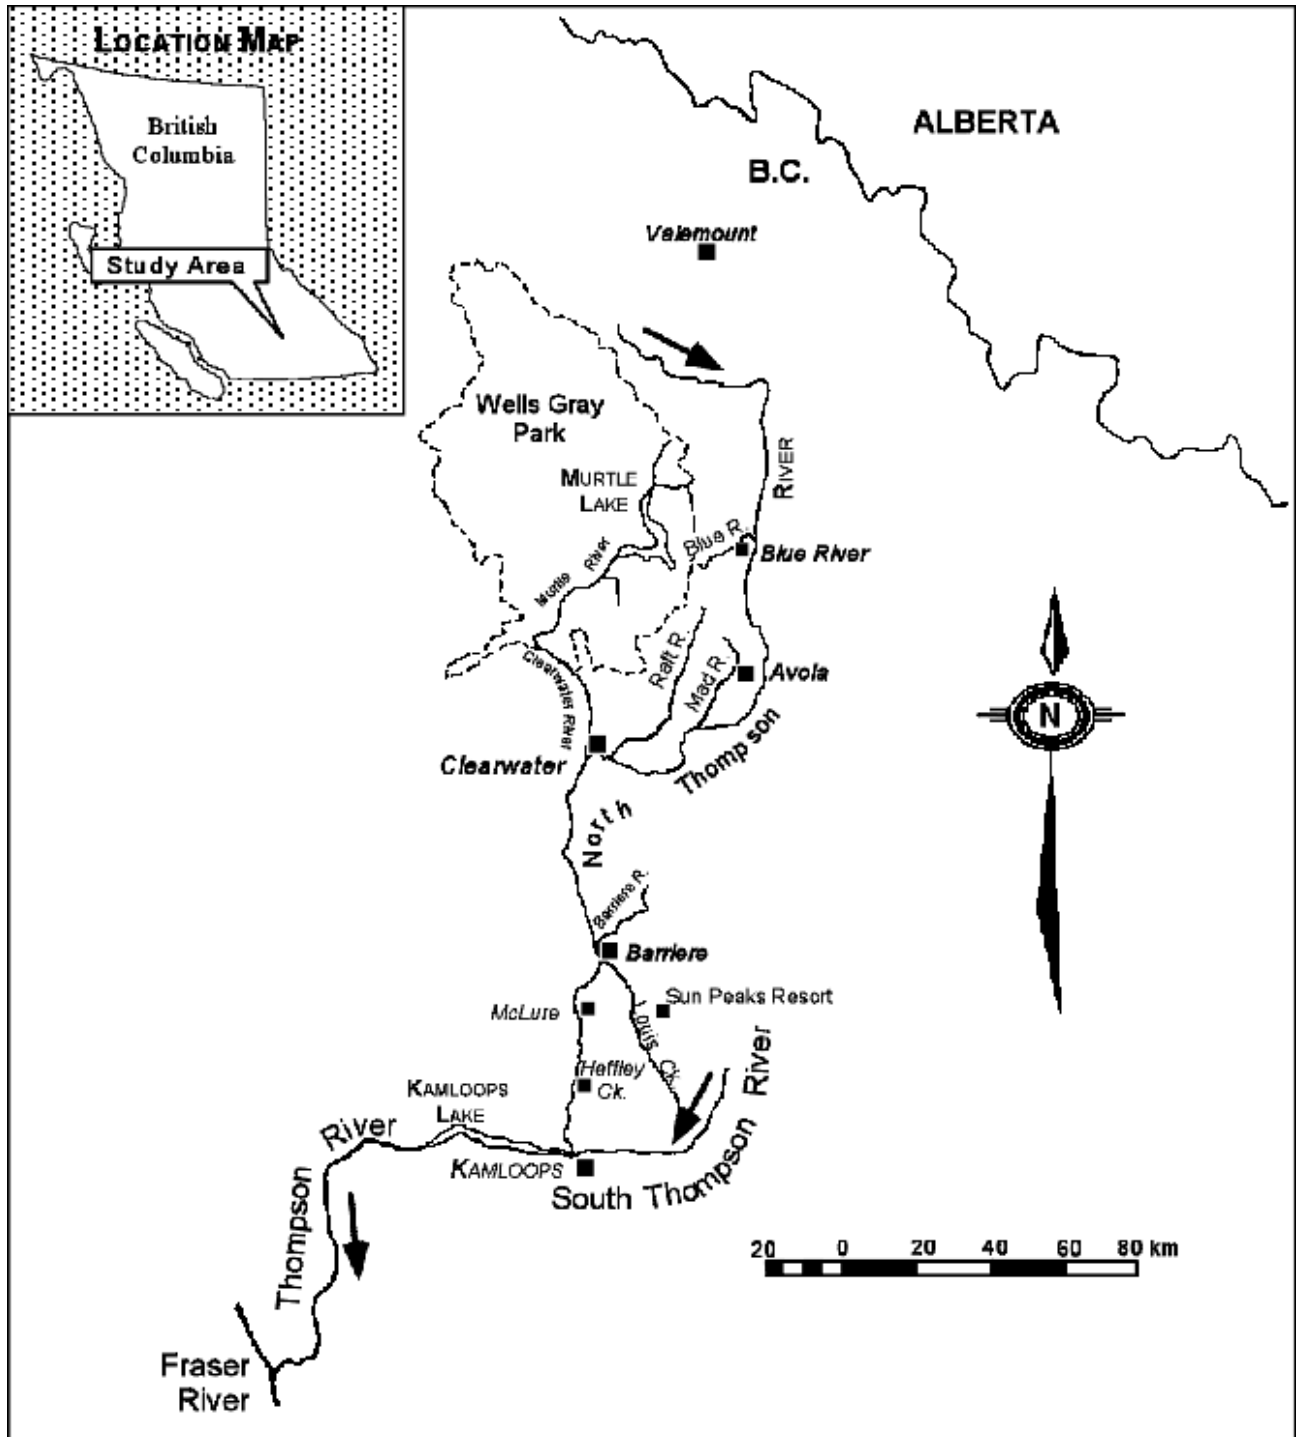 LOCATION MAP
British
Columbia
Study Area
ALBERTA
B.C.
Valemount
Wells Gray
Park
MURTLE
LAKE
RIVER
Blue R.
Blue River
Murtle River
Clearwater River
Raft R.
Mad R.
Avola
Clearwater
North Thompson
N
Barriere R.
Barriere
McLure
Sun Peaks Resort
Louis Ck.
Heffley
Ck.
KAMLOOPS
LAKE
Thompson River
KAMLOOPS
South Thompson River
20 0 20 40 60 80 km
Fraser
River